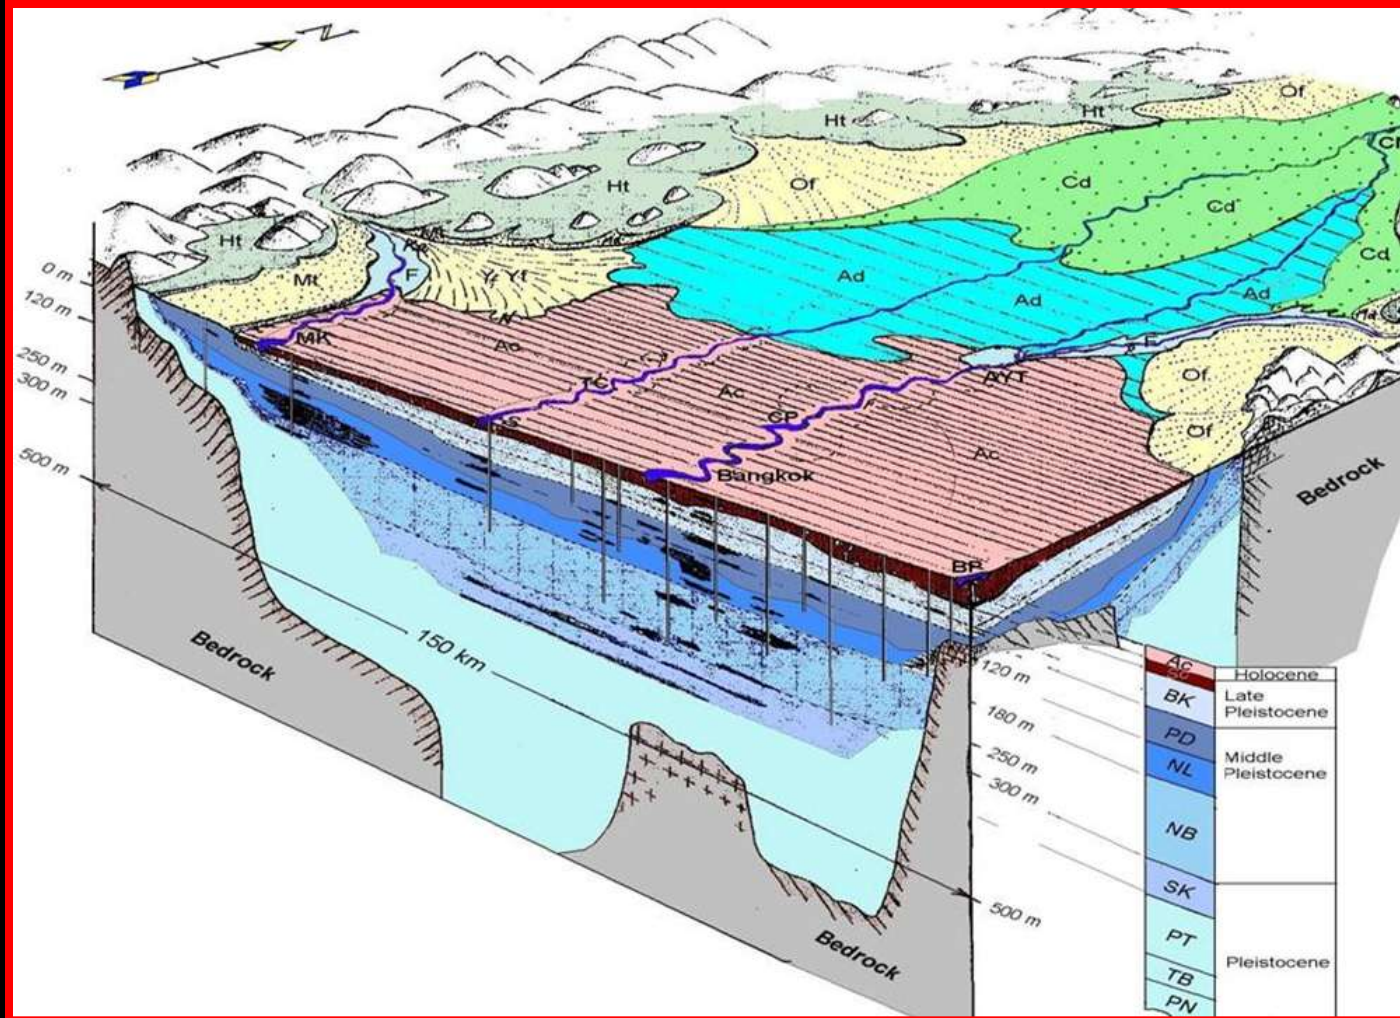 N
Of
Ht
Ht
Cd
Of
Ht
Cd
Cd
Ht
Mt
F
Yf
Ad
Ad
Ad
0 m
120 m
250 m
300 m
500 m
MK
Ac
TC
Ac
CP
AYT
F
Of
Of
Ac
Bangkok
BP
Bedrock
Bedrock
150 km
Bedrock
120 m
180 m
250 m
300 m
500 m
Ac
Holocene
BK
Late
Pleistocene
PD
NL
Middle
Pleistocene
NB
SK
PT
Pleistocene
TB
PN